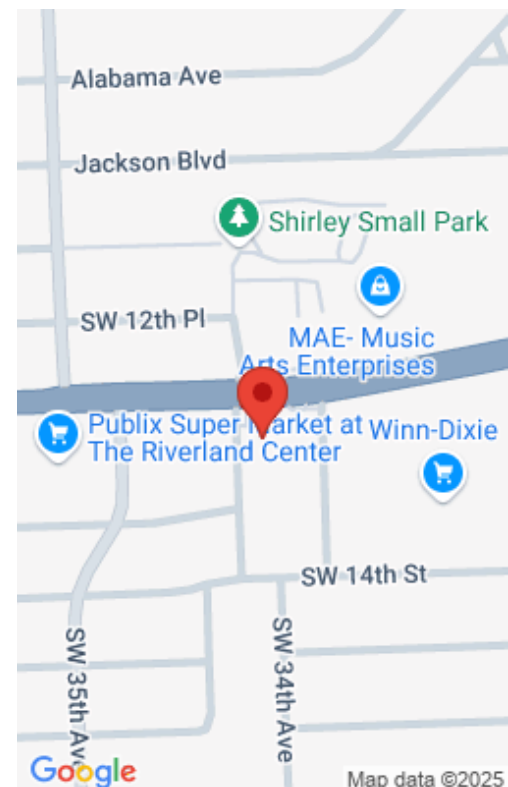 Alabama Ave
Jackson Blvd
Shirley Small Park
SW 12th Pl
MAE- Music
Arts Enterprises
Publix Super Market at
The Riverland Center
Winn-Dixie
SW 14th St
SW 35th Ave
SW 34th Ave
Google
Map data ©2025